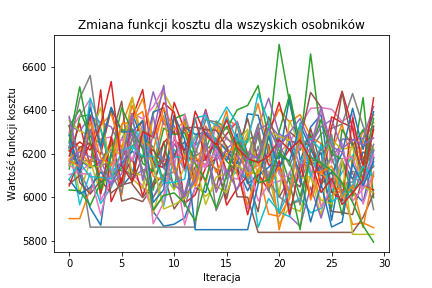 Zmiana funkcji kosztu dla wszyskich osobników
Wartość funkcji kosztu
6600
6400
6200
6000
5800
0 5 10 15 20 25 30
Iteracja